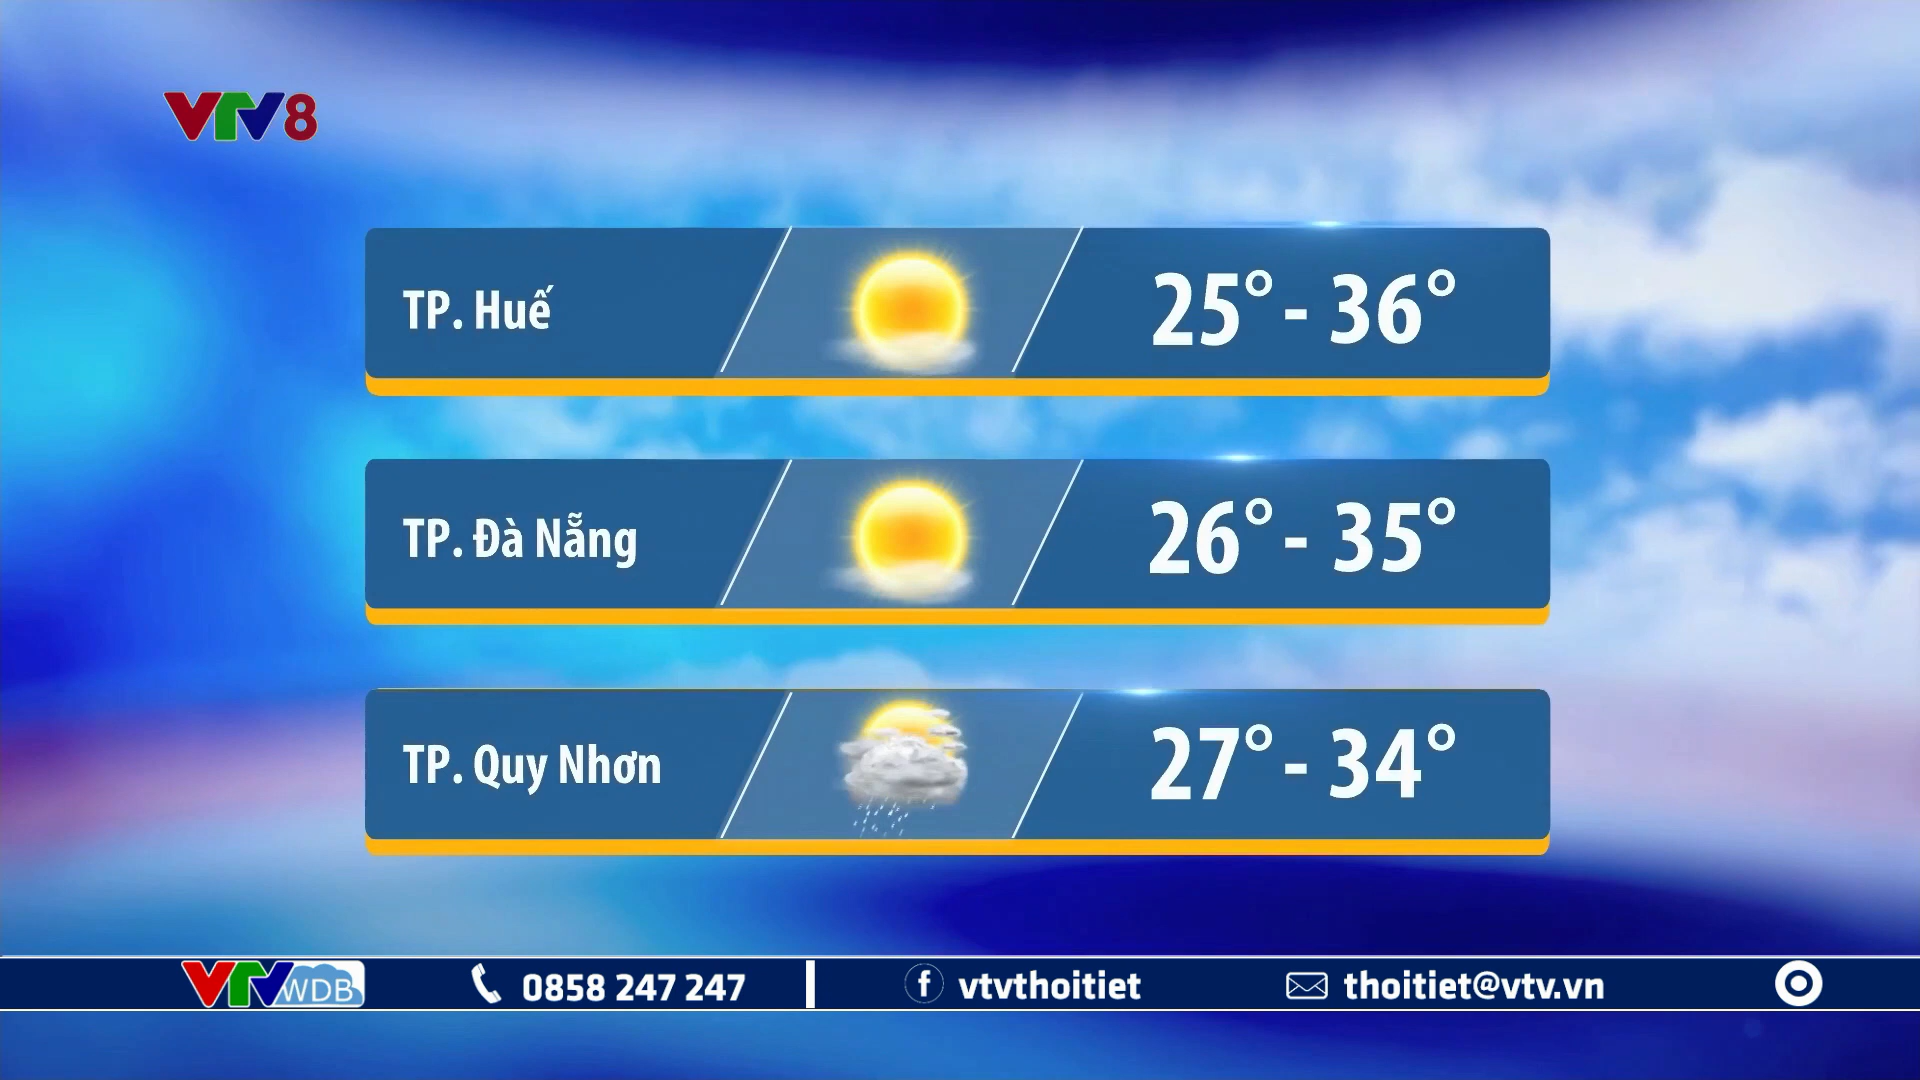 VTV8
TP. Huế 25° - 36°
TP. Đà Nẵng 26° - 35°
TP. Quy Nhơn 27° - 34°
VTV WDB 0858 247 247 vtvthoitiet thoitiet@vtv.vn